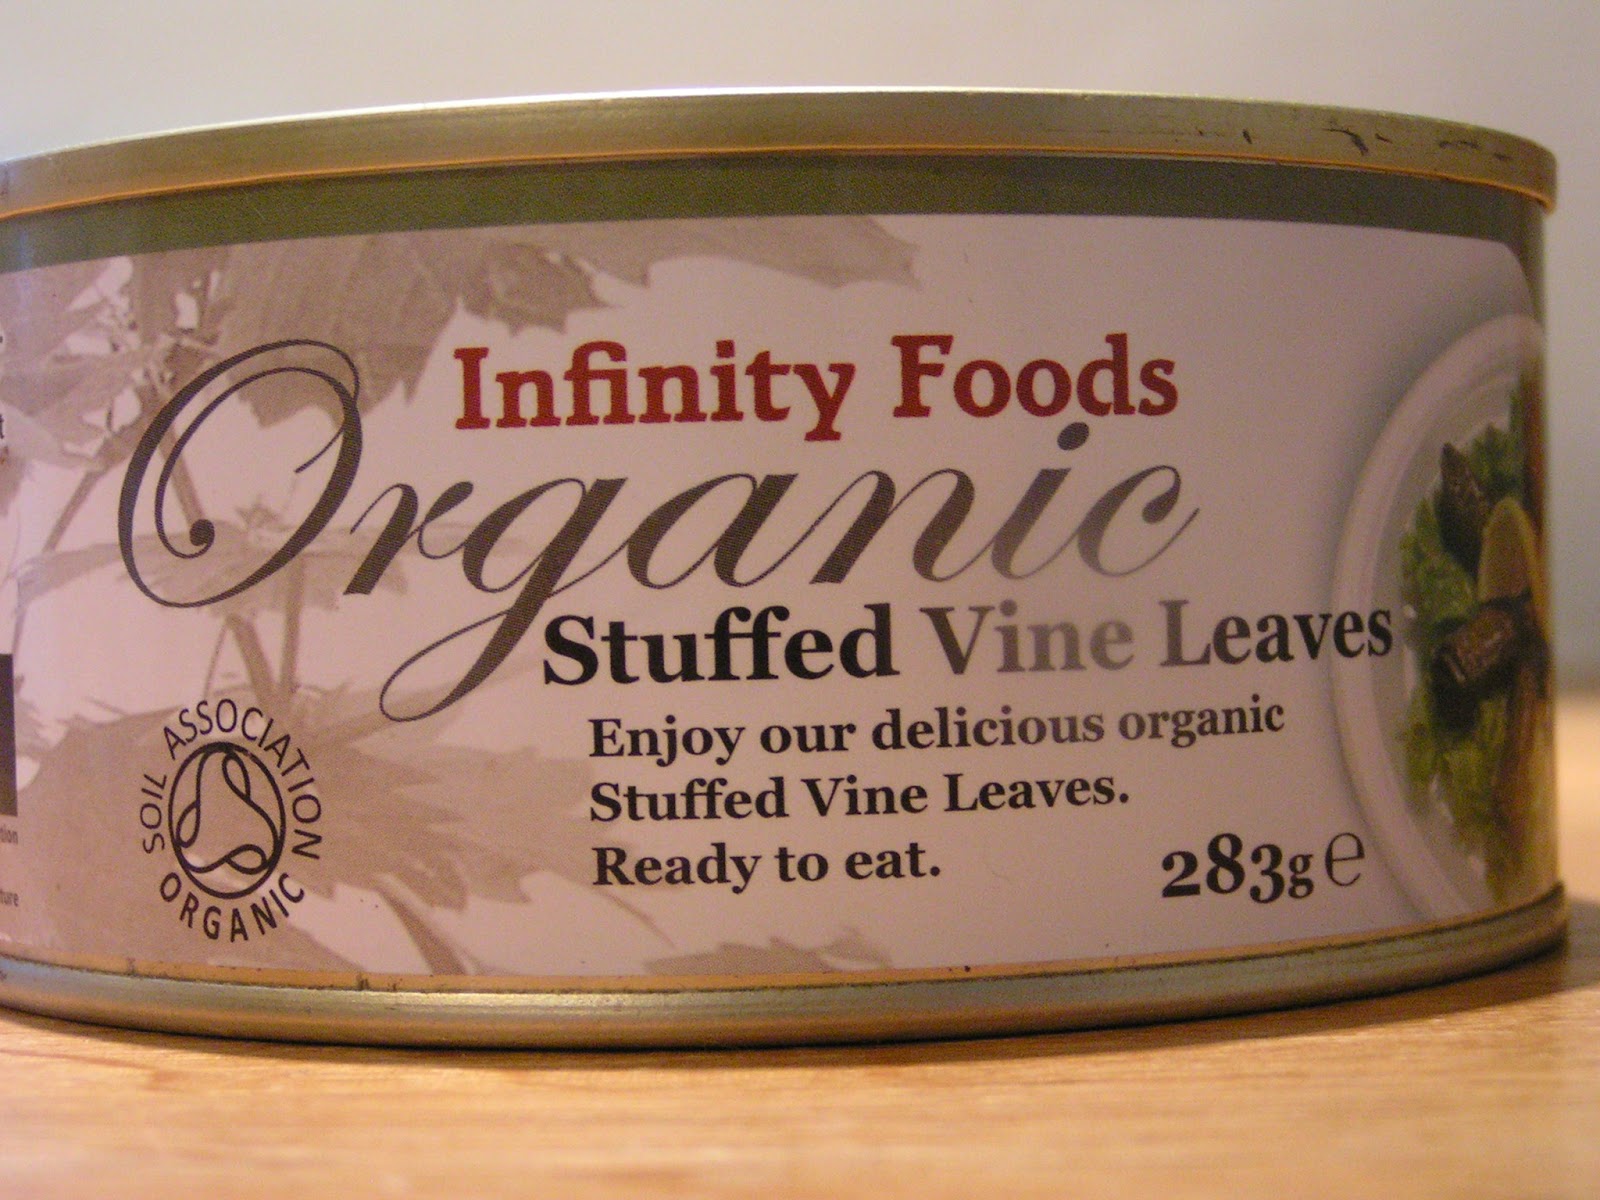 Infinity Foods
Organic
Stuffed Vine Leaves
Enjoy our delicious organic
Stuffed Vine Leaves.
Ready to eat.
283g e
SOIL ASSOCIATION
ORGANIC